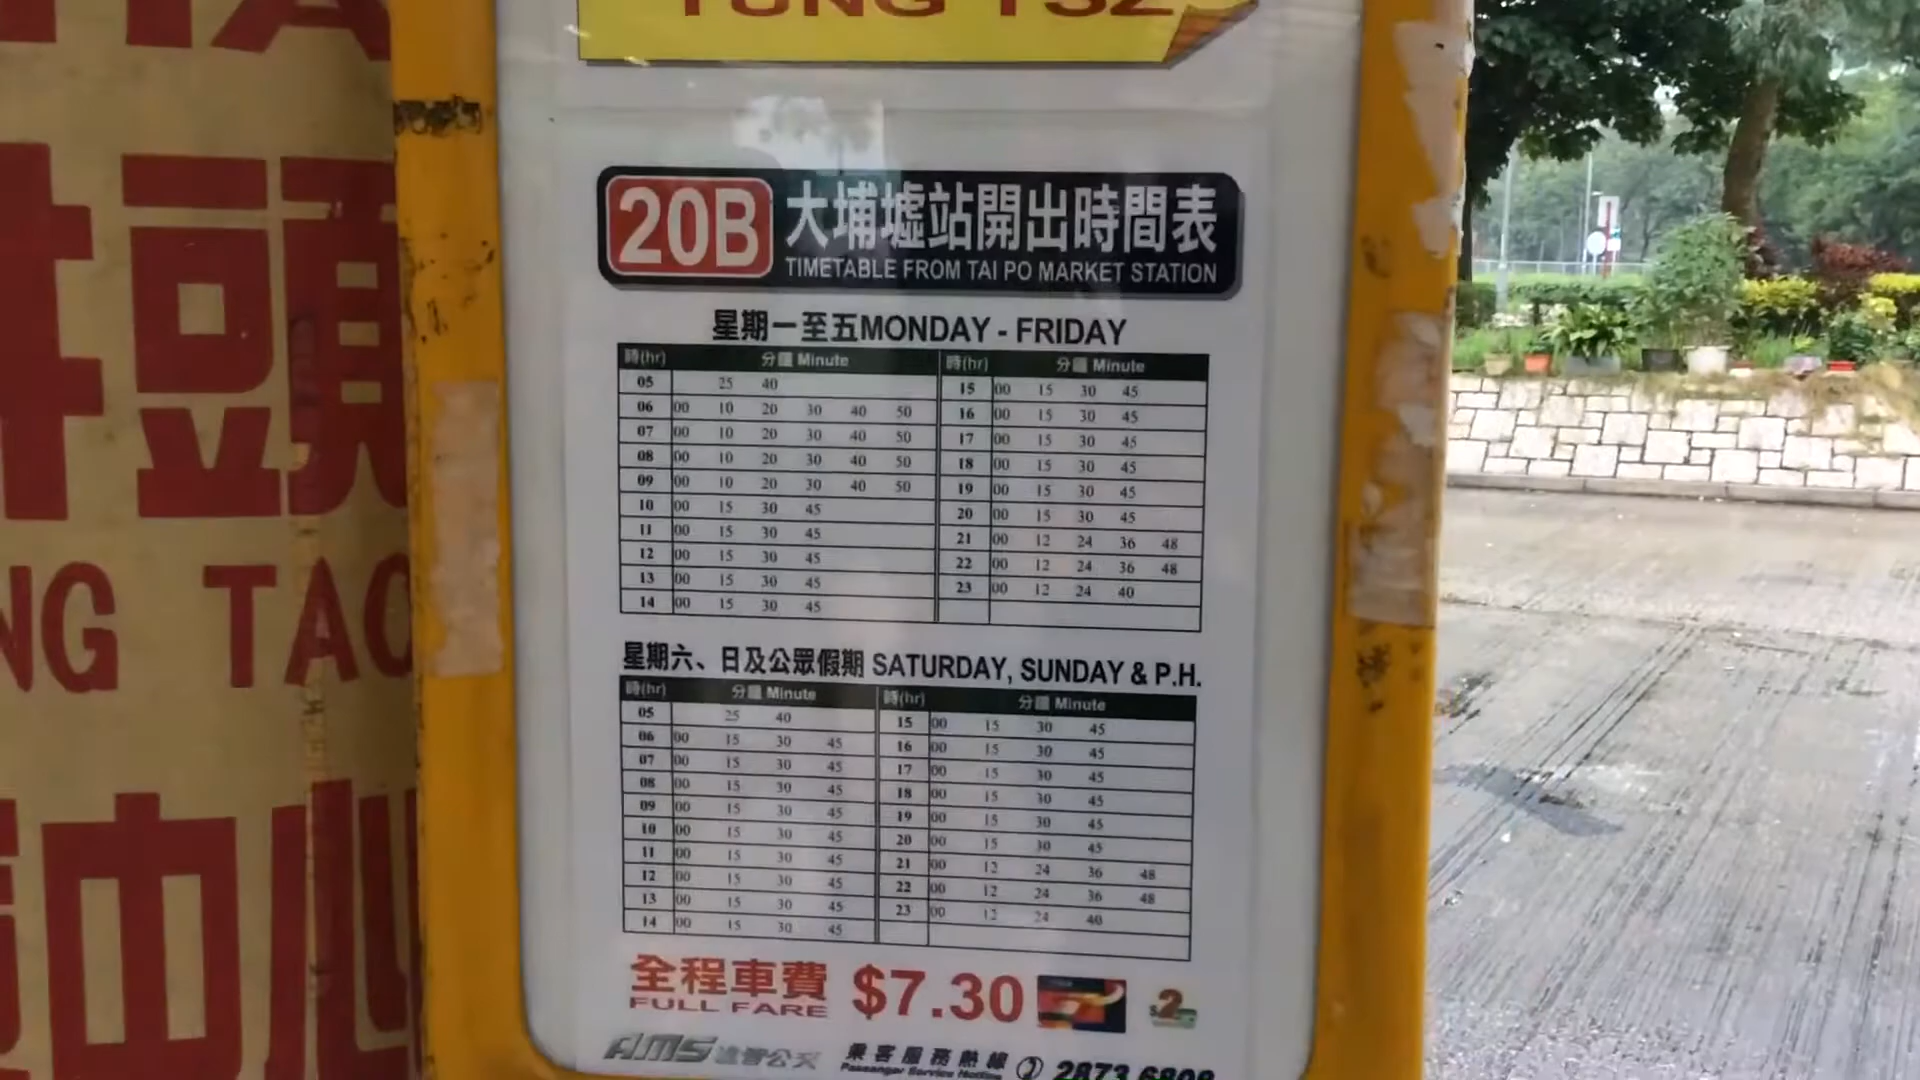 TUNG TSZ
頭
NG TAO
中心
20B 大埔墟站開出時間表
TIMETABLE FROM TAI PO MARKET STATION
星期一至五MONDAY - FRIDAY
時(hr) 分鐘 Minute 時(hr) 分鐘 Minute
05 25 40 15 00 15 30 45
06 00 10 20 30 40 50 16 00 15 30 45
07 00 10 20 30 40 50 17 00 15 30 45
08 00 10 20 30 40 50 18 00 15 30 45
09 00 10 20 30 40 50 19 00 15 30 45
10 00 15 30 45 20 00 15 30 45
11 00 15 30 45 21 00 12 24 36 48
12 00 15 30 45 22 00 12 24 36 48
13 00 15 30 45 23 00 12 24 40
14 00 15 30 45
星期六、日及公眾假期 SATURDAY, SUNDAY & P.H.
時(hr) 分鐘 Minute 時(hr) 分鐘 Minute
05 25 40 15 00 15 30 45
06 00 15 30 45 16 00 15 30 45
07 00 15 30 45 17 00 15 30 45
08 00 15 30 45 18 00 15 30 45
09 00 15 30 45 19 00 15 30 45
10 00 15 30 45 20 00 15 30 45
11 00 15 30 45 21 00 12 24 36 48
12 00 15 30 45 22 00 12 24 36 48
13 00 15 30 45 23 00 12 24 40
14 00 15 30 45
全程車費 $7.30
FULL FARE
$2
AMS 進智公交 乘客服務熱線 2873 6808
Passenger Service Hotline